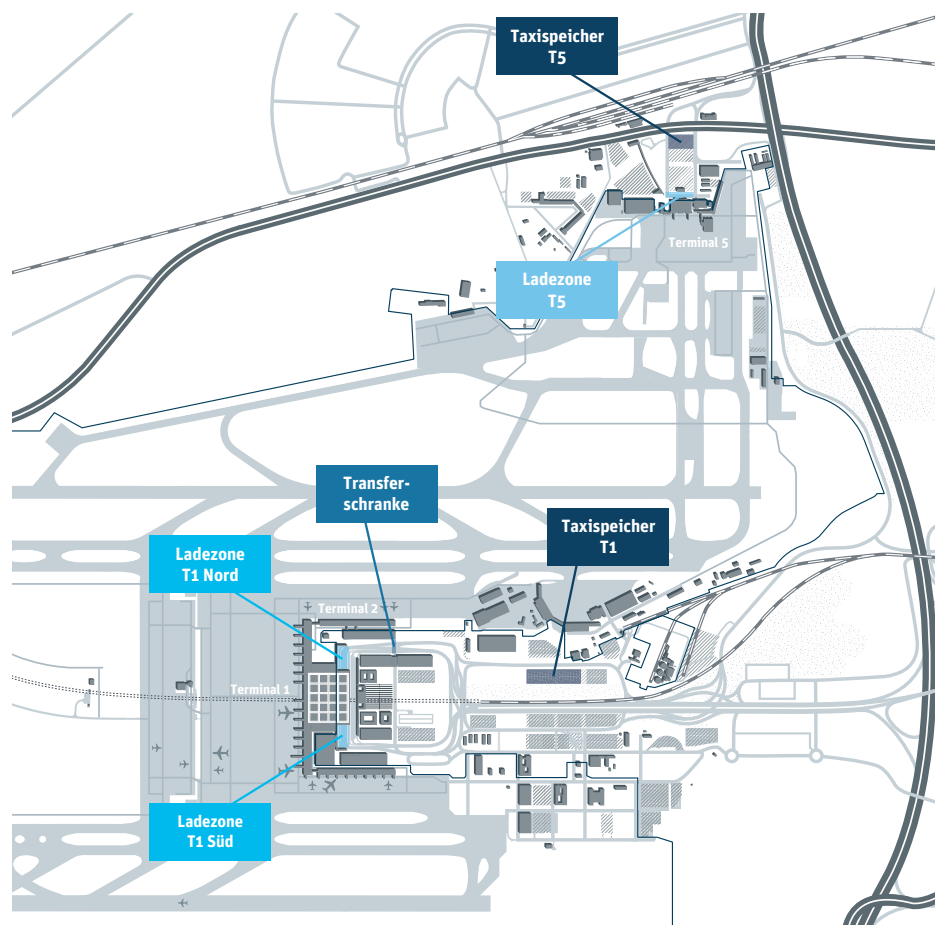 Taxispeicher
T5
Terminal 5
Ladezone
T5
Transfer-
schranke
Taxispeicher
T1
Ladezone
T1 Nord
Terminal 2
Terminal 1
Ladezone
T1 Süd